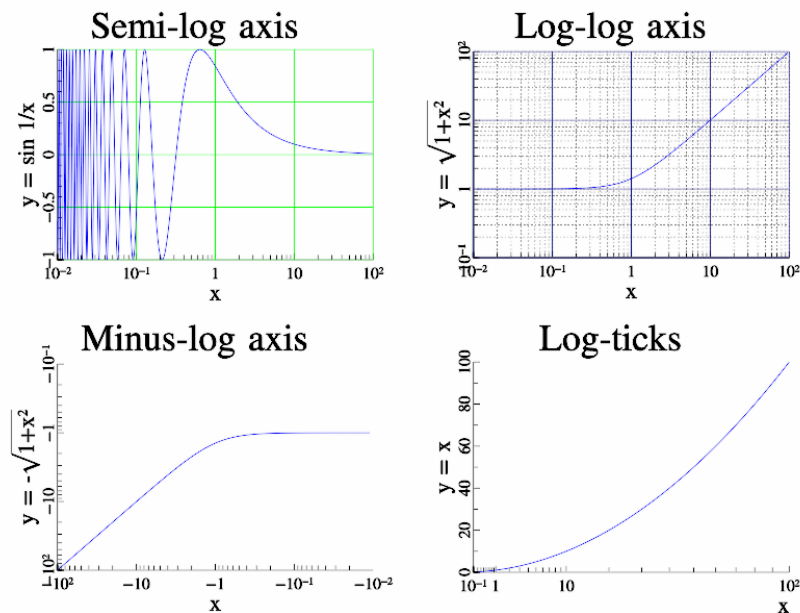 Semi-log axis
y = sin 1/x
1
0.5
0
−0.5
−1
10⁻² 10⁻¹ 1 10 10²
x
Log-log axis
y = √1+x²
10²
10
1
10⁻¹
10⁻² 10⁻¹ 1 10 10²
x
Minus-log axis
y = -√1+x²
−10⁻¹
−1
−10
−10²
−10² −10 −1 −10⁻¹ −10⁻²
x
Log-ticks
y = x
100
80
60
40
20
0
10⁻¹ 1 10 10²
x